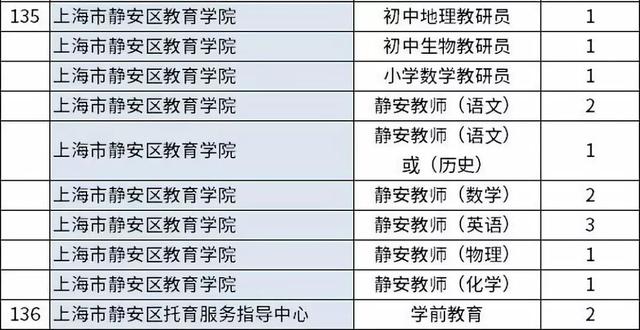 135 上海市静安区教育学院 初中地理教研员 1
上海市静安区教育学院 初中生物教研员 1
上海市静安区教育学院 小学数学教研员 1
上海市静安区教育学院 静安教师（语文） 2
上海市静安区教育学院 静安教师（语文）
或（历史） 1
上海市静安区教育学院 静安教师（数学） 2
上海市静安区教育学院 静安教师（英语） 3
上海市静安区教育学院 静安教师（物理） 1
上海市静安区教育学院 静安教师（化学） 1
136 上海市静安区托育服务指导中心 学前教育 2